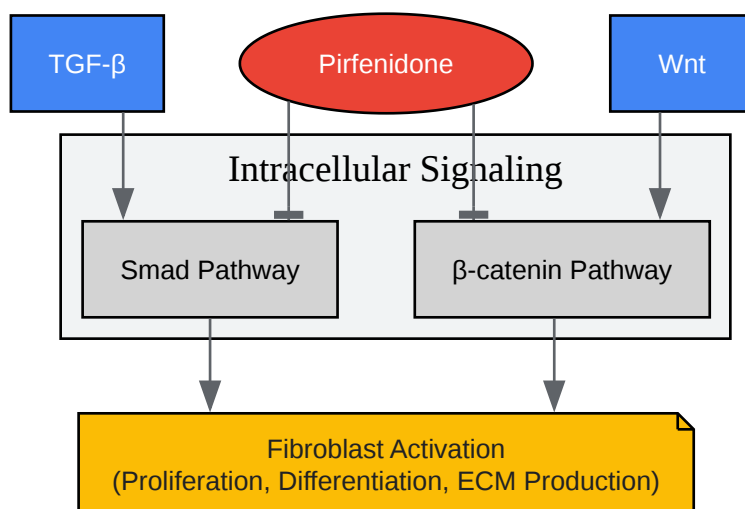 TGF-β
Pirfenidone
Wnt
Intracellular Signaling
Smad Pathway
β-catenin Pathway
Fibroblast Activation
(Proliferation, Differentiation, ECM Production)